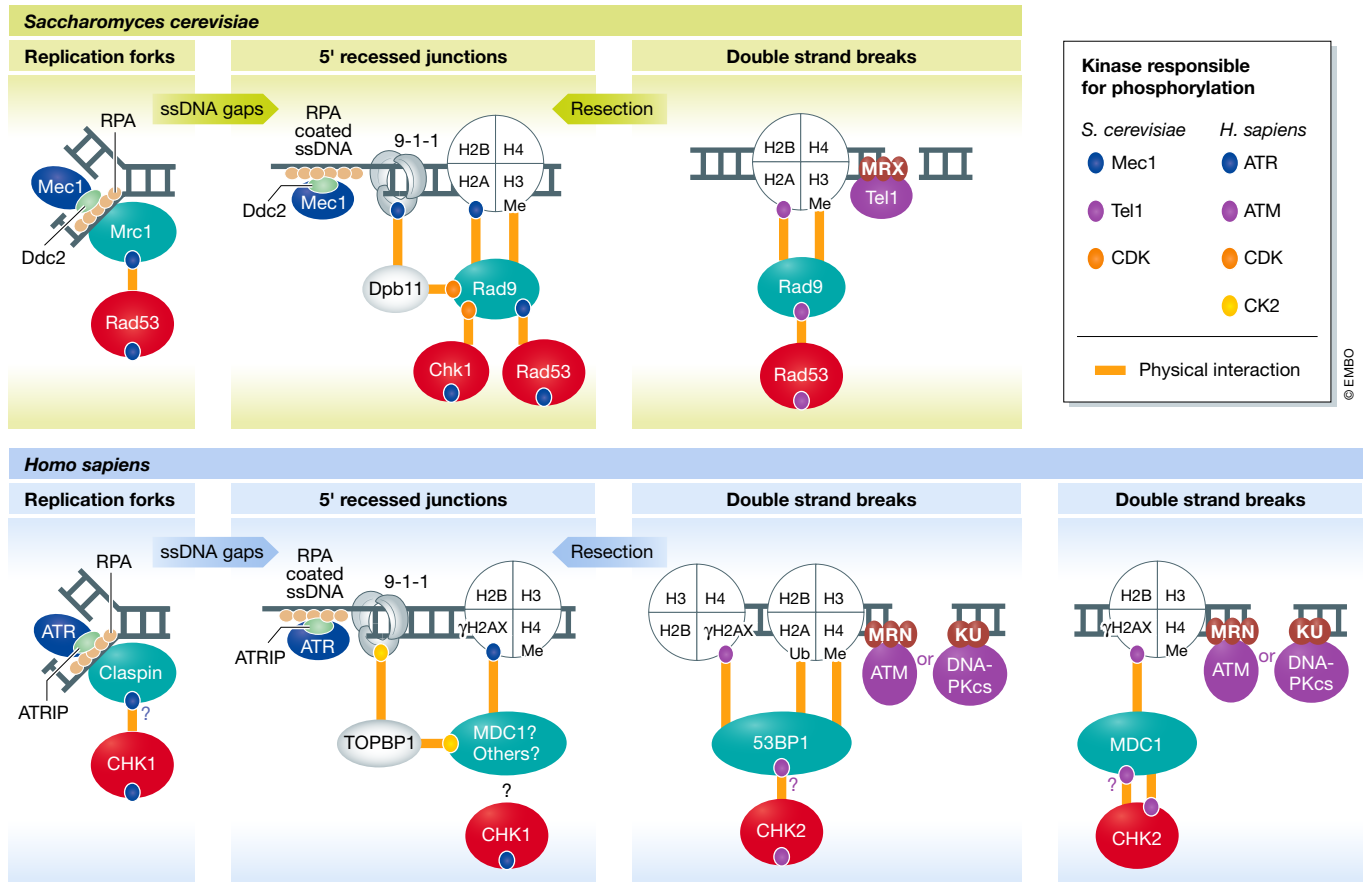 Saccharomyces cerevisiae
Replication forks
5' recessed junctions
Double strand breaks
ssDNA gaps
Resection
RPA
Mec1
Ddc2
Mrc1
Rad53
RPA
coated
ssDNA
9-1-1
H2B H4
H2A H3
Me
Ddc2
Mec1
Dpb11
Rad9
Chk1
Rad53
H2B H4
H2A H3
Me
MRX
Tel1
Rad9
Rad53
Kinase responsible
for phosphorylation
S. cerevisiae H. sapiens
Mec1 ATR
Tel1 ATM
CDK CDK
CK2
Physical interaction
© EMBO
Homo sapiens
Replication forks
5' recessed junctions
Double strand breaks
Double strand breaks
ssDNA gaps
Resection
RPA
ATR
ATRIP
Claspin
?
CHK1
RPA
coated
ssDNA
9-1-1
H2B H3
γH2AX H4
Me
ATRIP
ATR
TOPBP1
MDC1?
Others?
?
CHK1
H3 H4
H2B γH2AX
H2B H3
H2A H4
Ub Me
MRN
ATM
or
KU
DNA-
PKcs
53BP1
?
CHK2
H2B H3
γH2AX H4
Me
MRN
ATM
or
KU
DNA-
PKcs
MDC1
?
CHK2